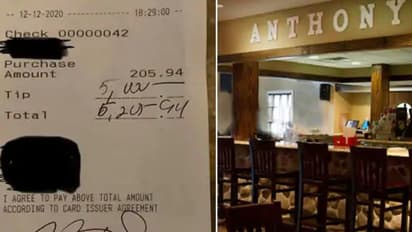 12-12-2020 18:29:00
Check 00000042
Purchase
Amount 205.94
Tip 5,000
Total 5,205-94
I AGREE TO PAY ABOVE TOTAL AMOUNT
ACCORDING TO CARD ISSUER AGREEMENT
ANTHONY